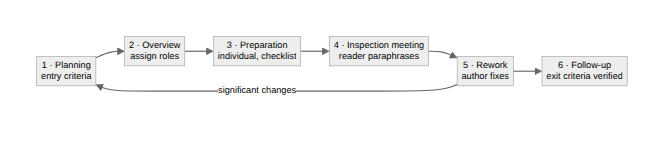 1 · Planning
entry criteria
2 · Overview
assign roles
3 · Preparation
individual, checklist
4 · Inspection meeting
reader paraphrases
5 · Rework
author fixes
6 · Follow-up
exit criteria verified
significant changes